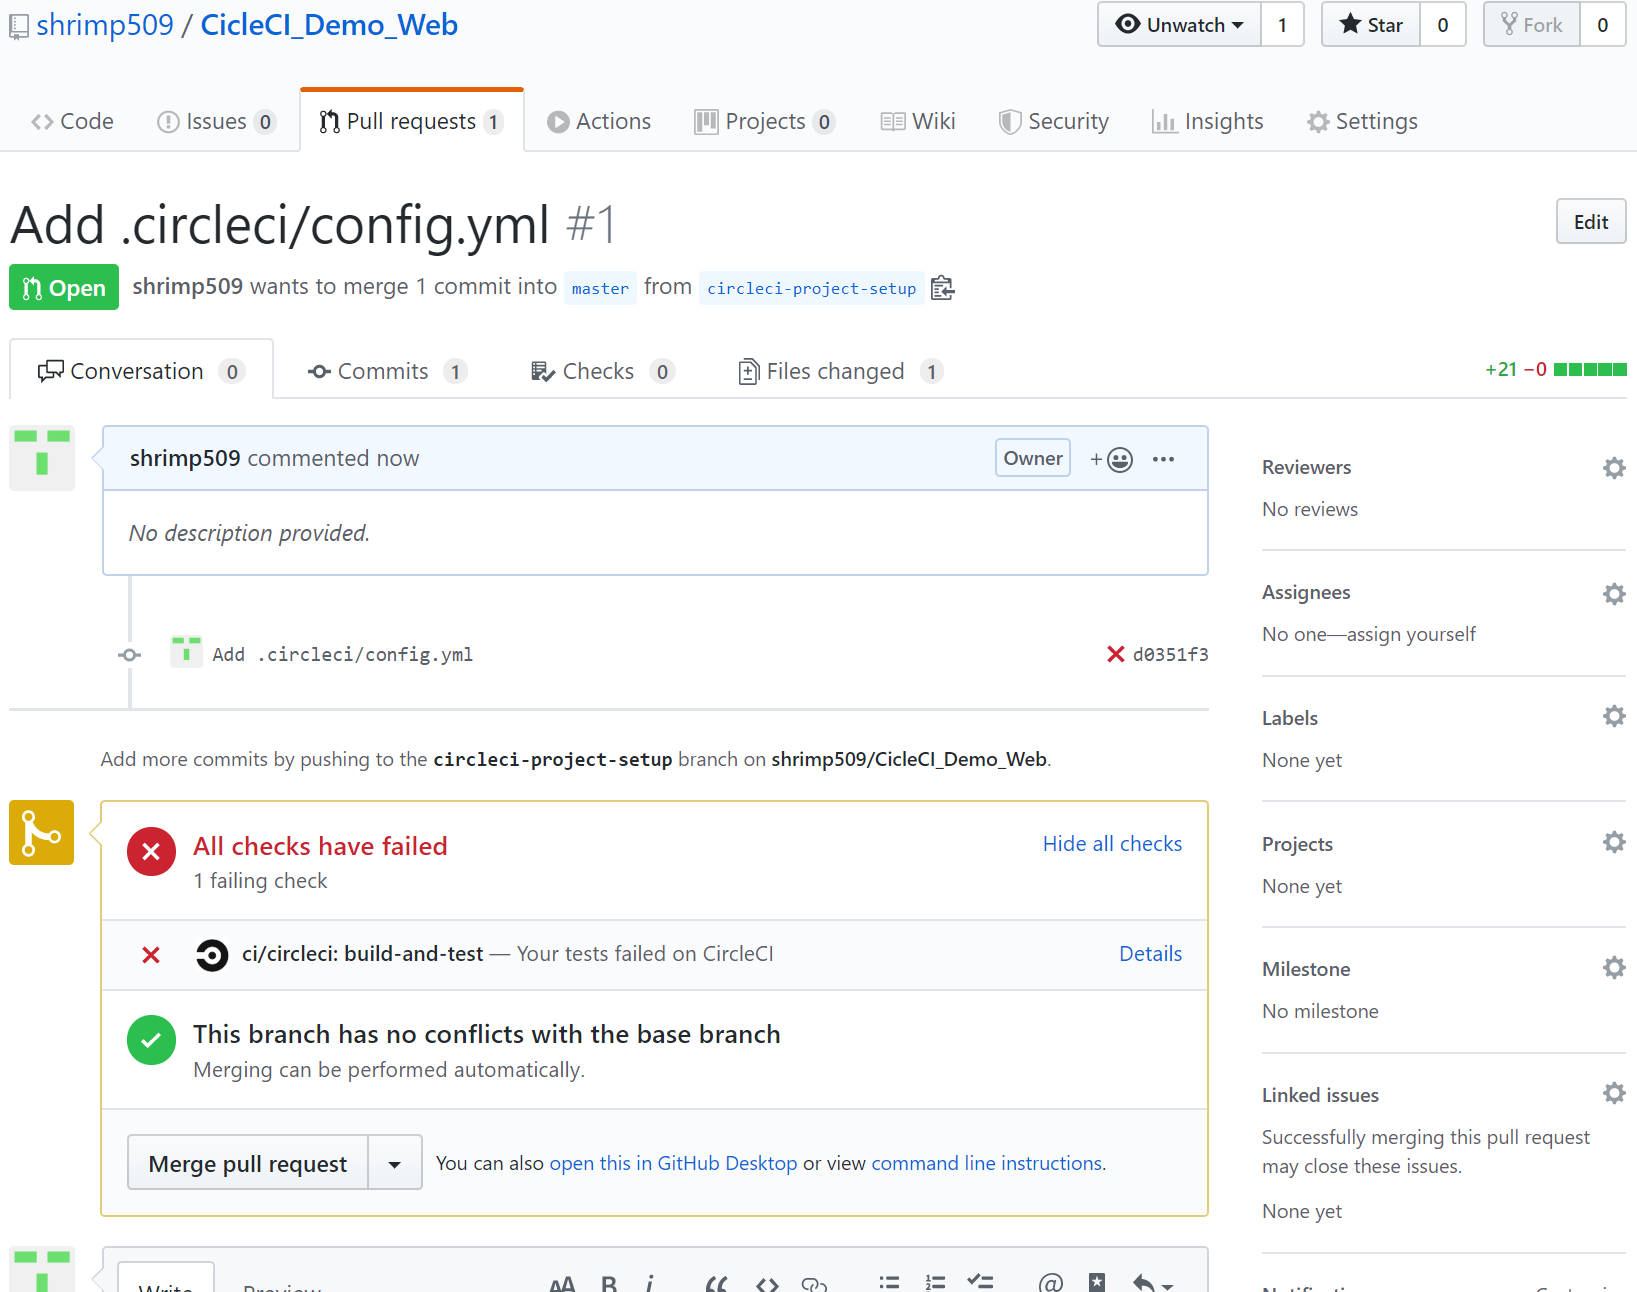 shrimp509 / CicleCI_Demo_Web
Unwatch 1 Star 0 Fork 0
Code Issues 0 Pull requests 1 Actions Projects 0 Wiki Security Insights Settings
Add .circleci/config.yml #1
Edit
Open shrimp509 wants to merge 1 commit into master from circleci-project-setup
Conversation 0 Commits 1 Checks 0 Files changed 1 +21 −0
shrimp509 commented now Owner
No description provided.
Add .circleci/config.yml d0351f3
Add more commits by pushing to the circleci-project-setup branch on shrimp509/CicleCI_Demo_Web.
All checks have failed Hide all checks
1 failing check
ci/circleci: build-and-test — Your tests failed on CircleCI Details
This branch has no conflicts with the base branch
Merging can be performed automatically.
Merge pull request You can also open this in GitHub Desktop or view command line instructions.
Write Preview
Reviewers
No reviews
Assignees
No one—assign yourself
Labels
None yet
Projects
None yet
Milestone
No milestone
Linked issues
Successfully merging this pull request
may close these issues.
None yet